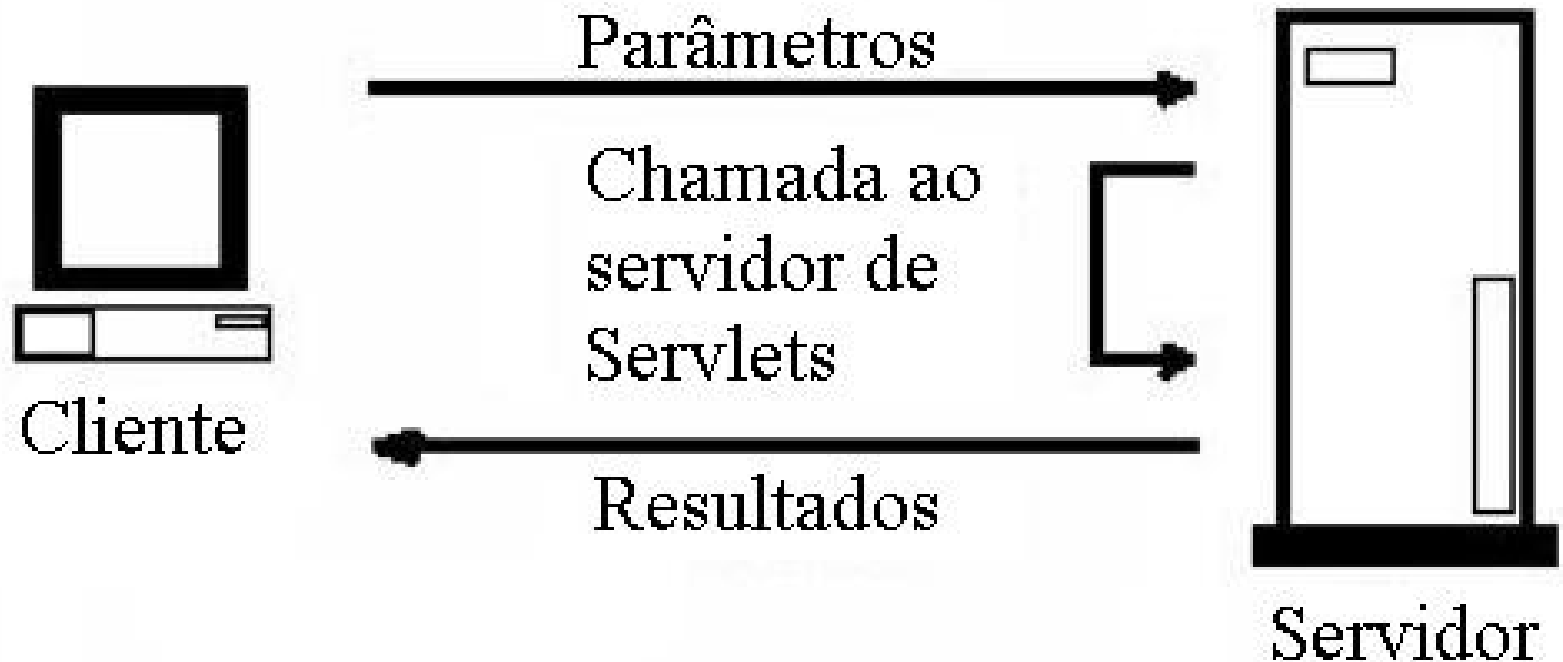 Parâmetros
Chamada ao
servidor de
Servlets
Cliente
Resultados
Servidor